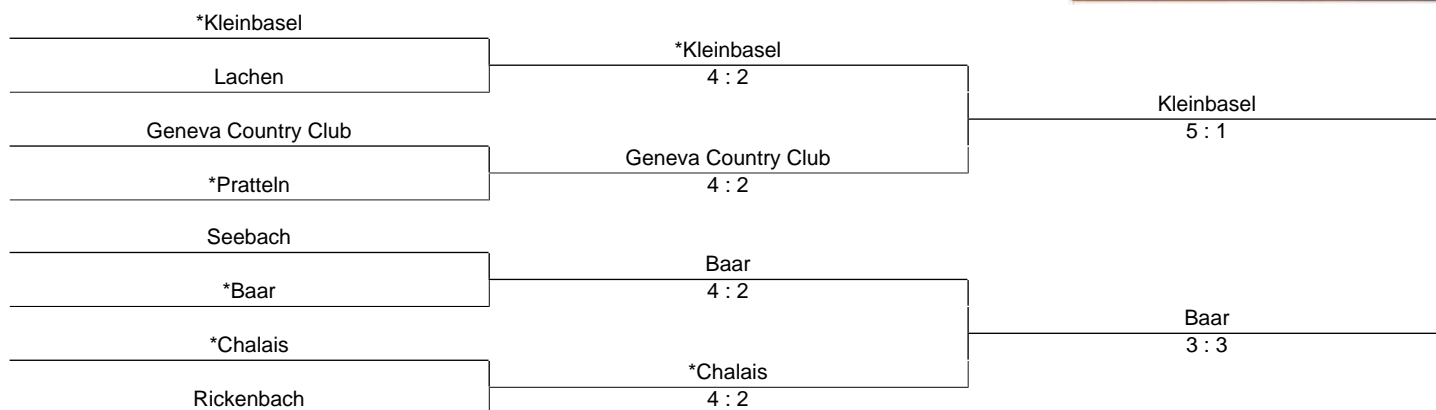 *Kleinbasel
Lachen
Geneva Country Club
*Pratteln
Seebach
*Baar
*Chalais
Rickenbach
*Kleinbasel
4 : 2
Geneva Country Club
4 : 2
Baar
4 : 2
*Chalais
4 : 2
Kleinbasel
5 : 1
Baar
3 : 3